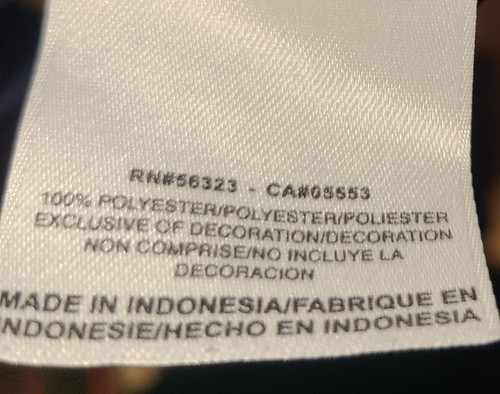 RN#56323 - CA#05553
100% POLYESTER/POLYESTER/POLIESTER
EXCLUSIVE OF DECORATION/DECORATION
NON COMPRISE/NO INCLUYE LA
DECORACION
MADE IN INDONESIA/FABRIQUE EN
INDONESIE/HECHO EN INDONESIA